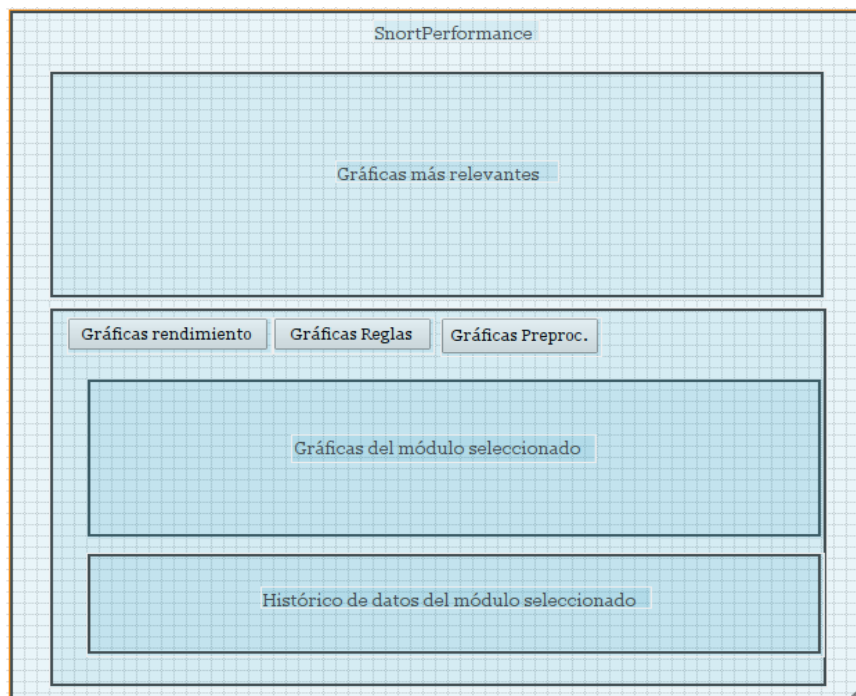 SnortPerformance
Gráficas más relevantes
Gráficas rendimiento
Gráficas Reglas
Gráficas Preproc.
Gráficas del módulo seleccionado
Histórico de datos del módulo seleccionado